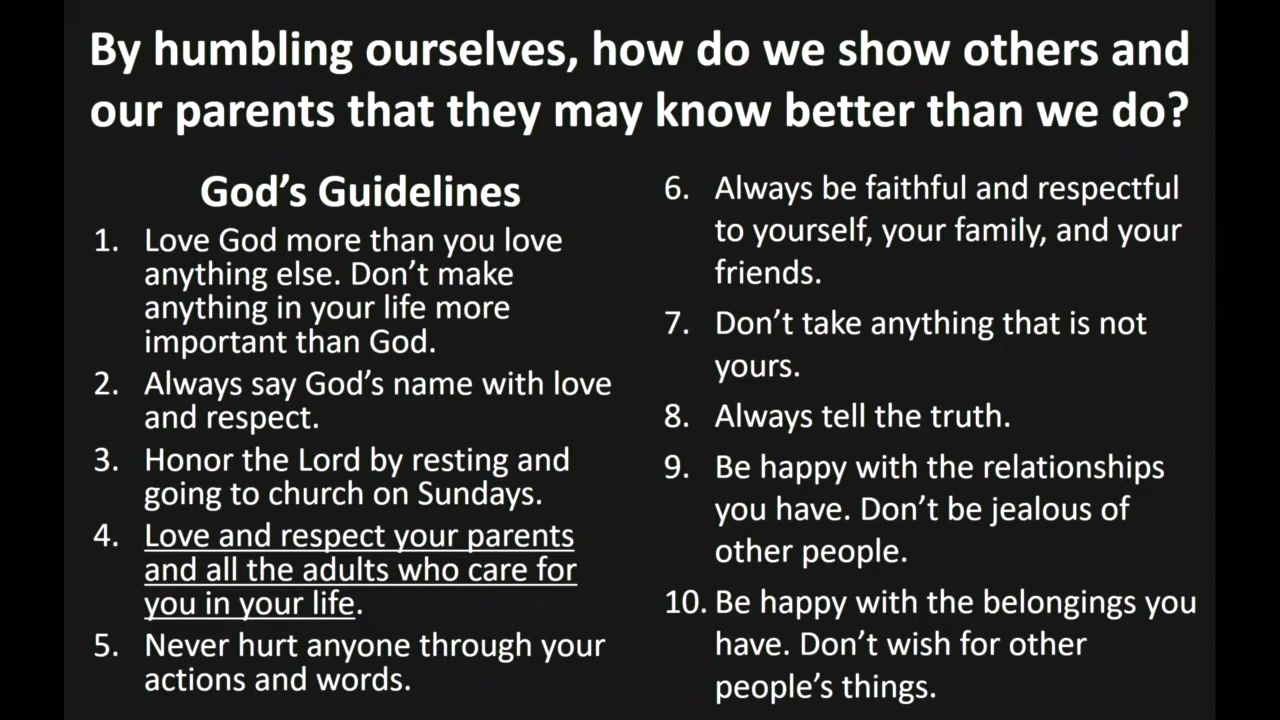 By humbling ourselves, how do we show others and
our parents that they may know better than we do?
God’s Guidelines
1. Love God more than you love
anything else. Don’t make
anything in your life more
important than God.
2. Always say God’s name with love
and respect.
3. Honor the Lord by resting and
going to church on Sundays.
4. Love and respect your parents
and all the adults who care for
you in your life.
5. Never hurt anyone through your
actions and words.
6. Always be faithful and respectful
to yourself, your family, and your
friends.
7. Don’t take anything that is not
yours.
8. Always tell the truth.
9. Be happy with the relationships
you have. Don’t be jealous of
other people.
10. Be happy with the belongings you
have. Don’t wish for other
people’s things.